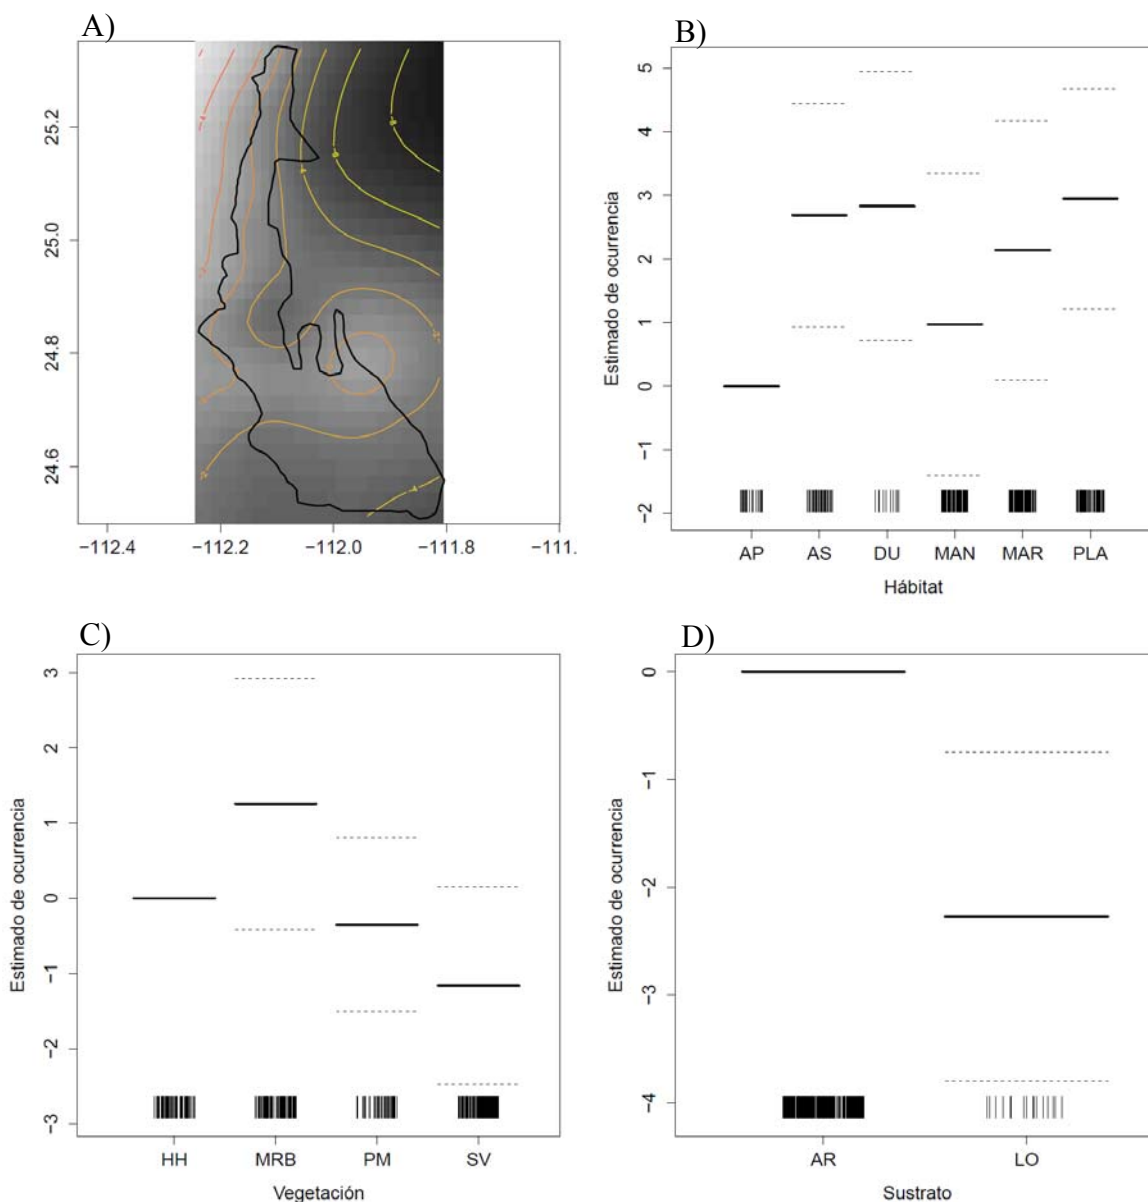 A)
25.2
25.0
24.8
24.6
−112.4 −112.2 −112.0 −111.8 −111.
B)
Estimado de ocurrencia
5
4
3
2
1
0
−1
−2
AP AS DU MAN MAR PLA
Hábitat
C)
Estimado de ocurrencia
3
2
1
0
−1
−2
−3
HH MRB PM SV
Vegetación
D)
Estimado de ocurrencia
0
−1
−2
−3
−4
AR LO
Sustrato